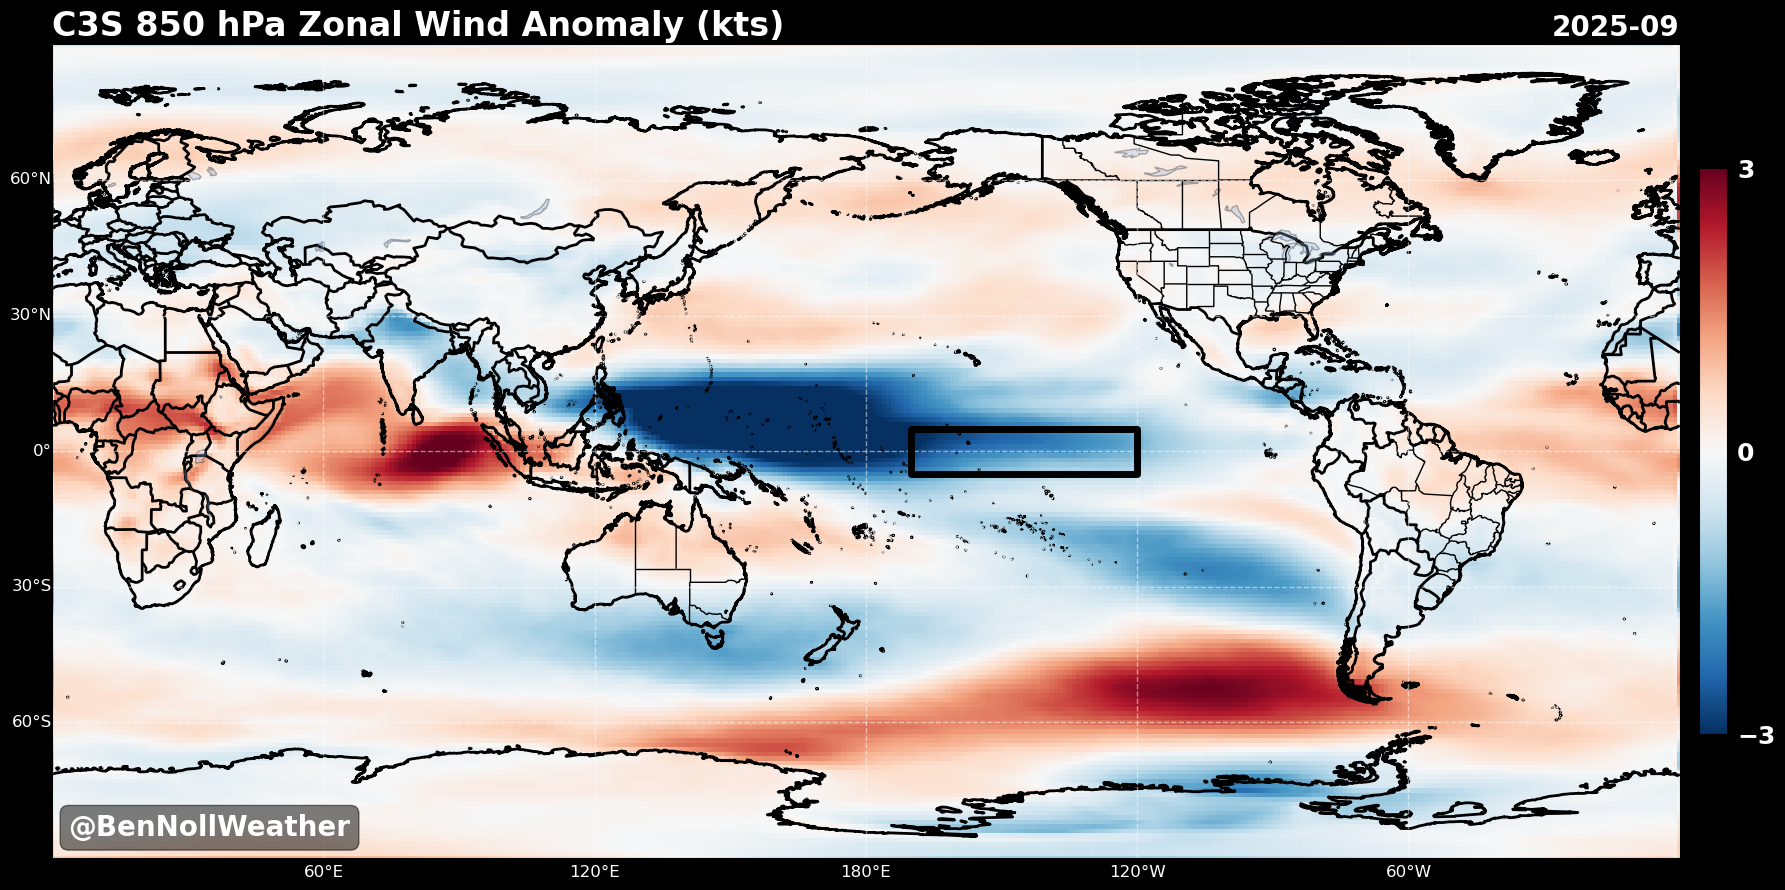 C3S 850 hPa Zonal Wind Anomaly (kts)
2025-09
60°N
30°N
0°
30°S
60°S
3
0
−3
@BenNollWeather
60°E
120°E
180°E
120°W
60°W